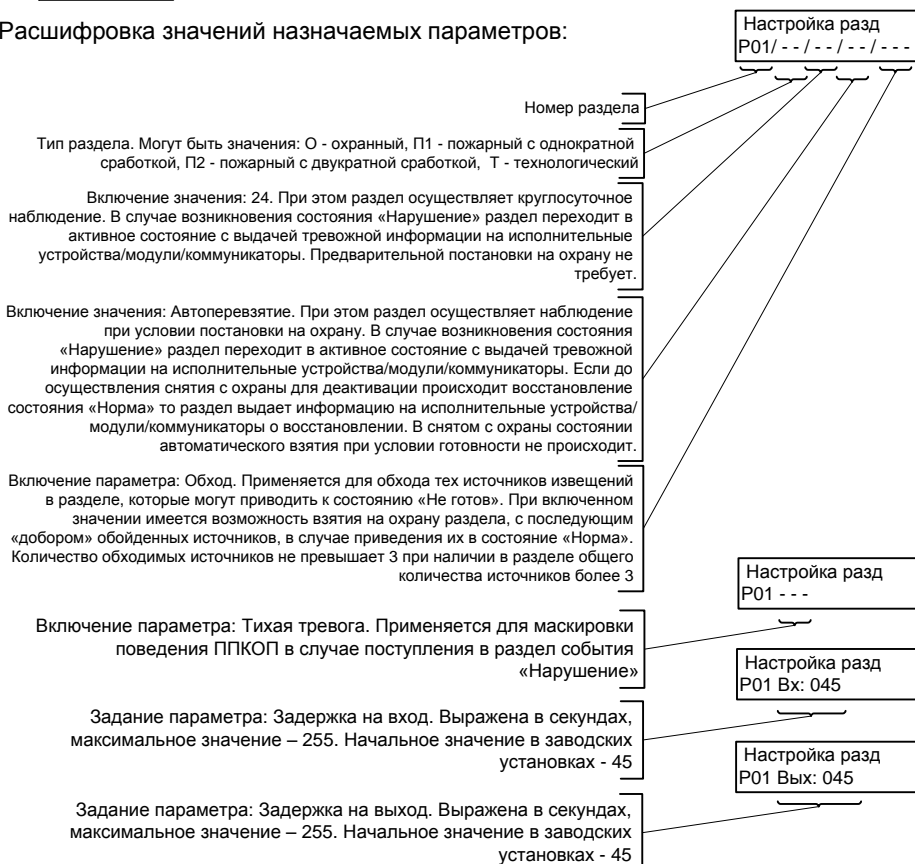 Расшифровка значений назначаемых параметров:
Настройка разд
P01/ - - / - - / - - / - - -
Номер раздела
Тип раздела. Могут быть значения: О - охранный, П1 - пожарный с однократной
сработкой, П2 - пожарный с двукратной сработкой, Т - технологический
Включение значения: 24. При этом раздел осуществляет круглосуточное
наблюдение. В случае возникновения состояния «Нарушение» раздел переходит в
активное состояние с выдачей тревожной информации на исполнительные
устройства/модули/коммуникаторы. Предварительной постановки на охрану не
требует.
Включение значения: Автоперевзятие. При этом раздел осуществляет наблюдение
при условии постановки на охрану. В случае возникновения состояния
«Нарушение» раздел переходит в активное состояние с выдачей тревожной
информации на исполнительные устройства/модули/коммуникаторы. Если до
осуществления снятия с охраны для деактивации происходит восстановление
состояния «Норма» то раздел выдает информацию на исполнительные устройства/
модули/коммуникаторы о восстановлении. В снятом с охраны состоянии
автоматического взятия при условии готовности не происходит.
Включение параметра: Обход. Применяется для обхода тех источников извещений
в разделе, которые могут приводить к состоянию «Не готов». При включенном
значении имеется возможность взятия на охрану раздела, с последующим
«добором» обойденных источников, в случае приведения их в состояние «Норма».
Количество обходимых источников не превышает 3 при наличии в разделе общего
количества источников более 3
Настройка разд
P01 - - -
Включение параметра: Тихая тревога. Применяется для маскировки
поведения ППКОП в случае поступления в раздел события
«Нарушение»
Настройка разд
P01 Вх: 045
Задание параметра: Задержка на вход. Выражена в секундах,
максимальное значение – 255. Начальное значение в заводских
установках - 45
Настройка разд
P01 Вых: 045
Задание параметра: Задержка на выход. Выражена в секундах,
максимальное значение – 255. Начальное значение в заводских
установках - 45